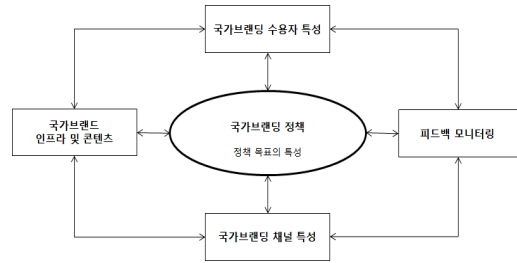 국가브랜딩 수용자 특성
국가브랜드
인프라 및 콘텐츠
국가브랜딩 정책
정책 목표의 특성
피드백 모니터링
국가브랜딩 채널 특성